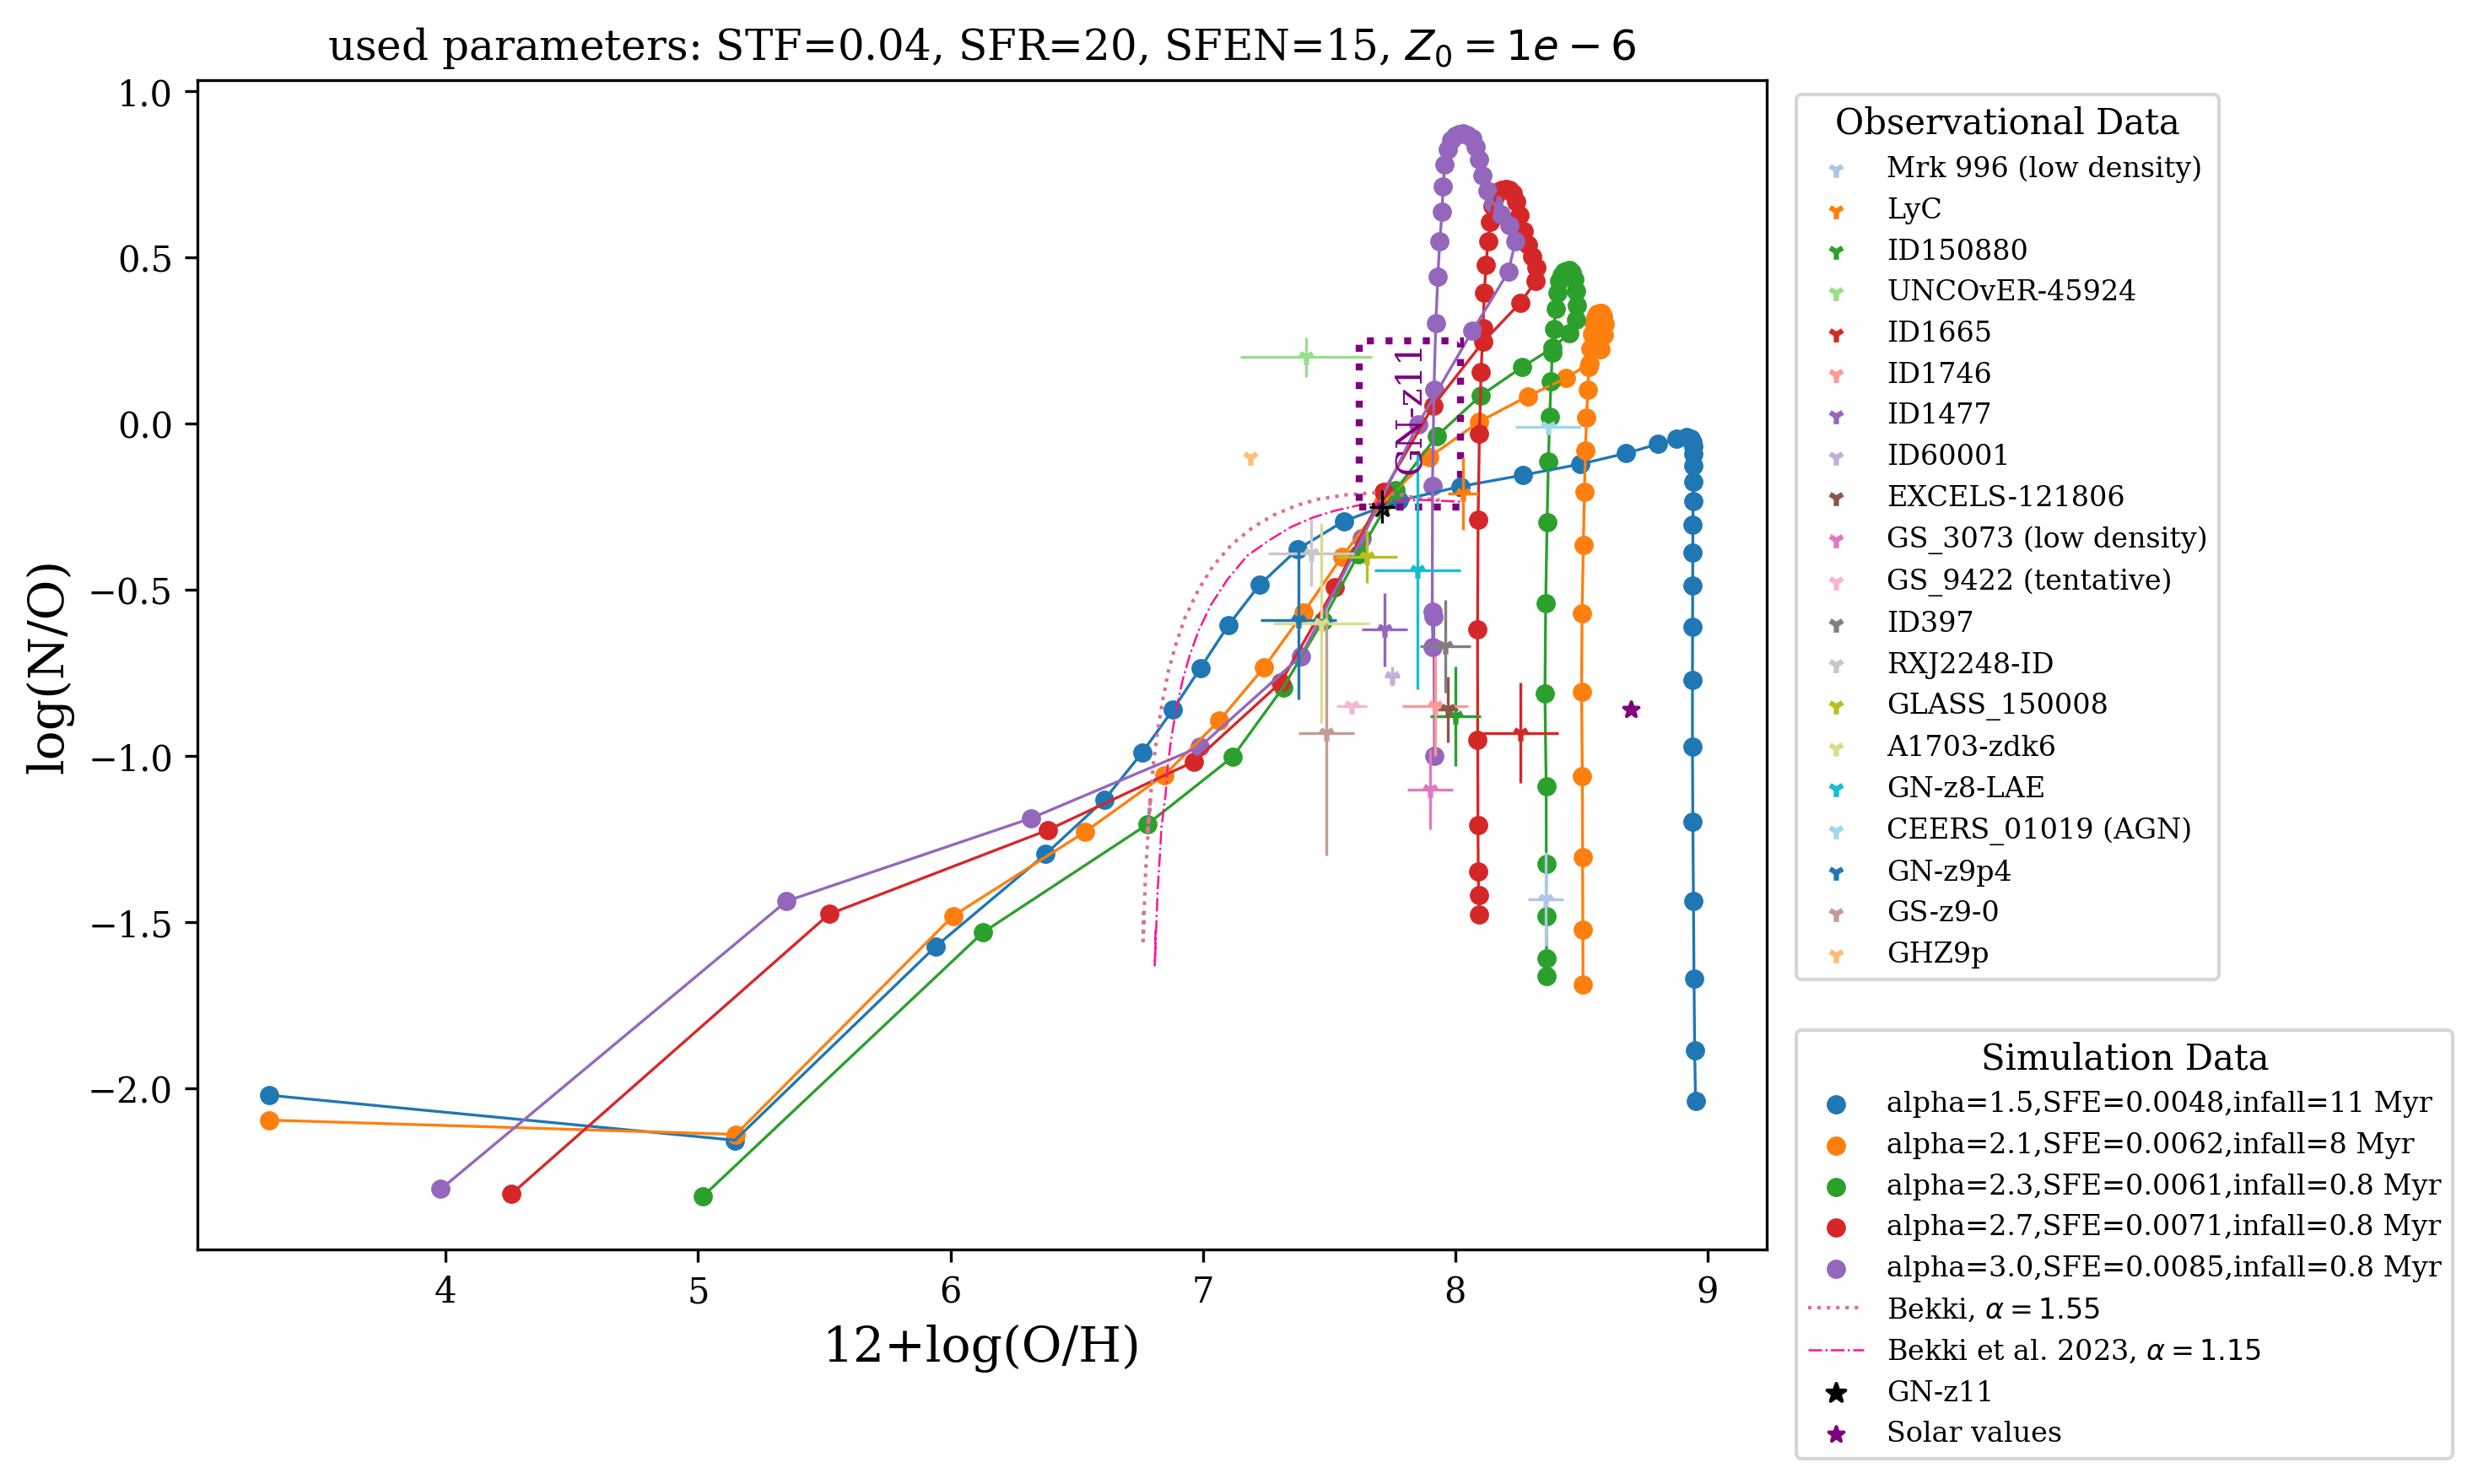 used parameters: STF=0.04, SFR=20, SFEN=15, Z₀ = 1e − 6
1.0
0.5
0.0
−0.5
−1.0
−1.5
−2.0
log(N/O)
GN-z11
4 5 6 7 8 9
12+log(O/H)
Observational Data
Mrk 996 (low density)
LyC
ID150880
UNCOvER-45924
ID1665
ID1746
ID1477
ID60001
EXCELS-121806
GS_3073 (low density)
GS_9422 (tentative)
ID397
RXJ2248-ID
GLASS_150008
A1703-zdk6
GN-z8-LAE
CEERS_01019 (AGN)
GN-z9p4
GS-z9-0
GHZ9p
Simulation Data
alpha=1.5,SFE=0.0048,infall=11 Myr
alpha=2.1,SFE=0.0062,infall=8 Myr
alpha=2.3,SFE=0.0061,infall=0.8 Myr
alpha=2.7,SFE=0.0071,infall=0.8 Myr
alpha=3.0,SFE=0.0085,infall=0.8 Myr
Bekki, α = 1.55
Bekki et al. 2023, α = 1.15
GN-z11
Solar values